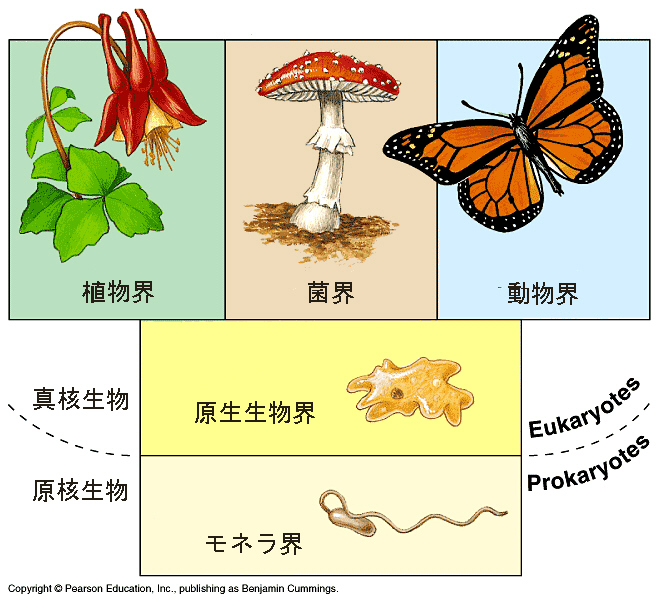 植物界
菌界
動物界
真核生物
原生生物界
Eukaryotes
原核生物
Prokaryotes
モネラ界
Copyright © Pearson Education, Inc., publishing as Benjamin Cummings.